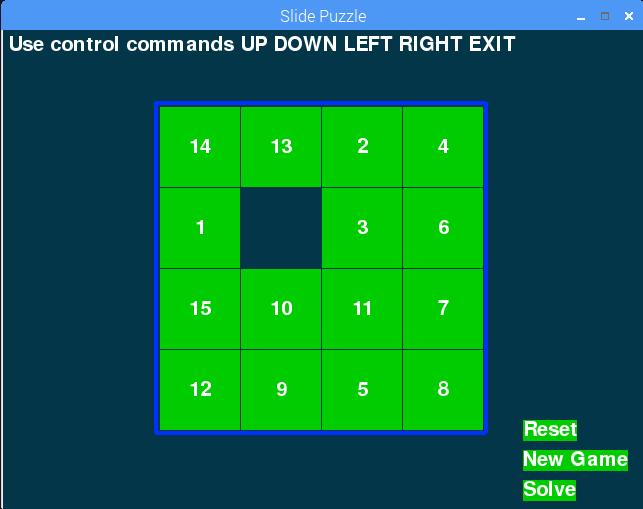 Slide Puzzle
Use control commands UP DOWN LEFT RIGHT EXIT
14 13 2 4
1 3 6
15 10 11 7
12 9 5 8
Reset
New Game
Solve